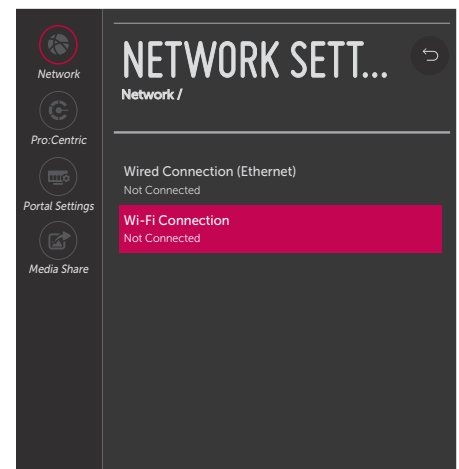 Network
Pro:Centric
Portal Settings
Media Share
NETWORK SETT...
Network /
Wired Connection (Ethernet)
Not Connected
Wi-Fi Connection
Not Connected